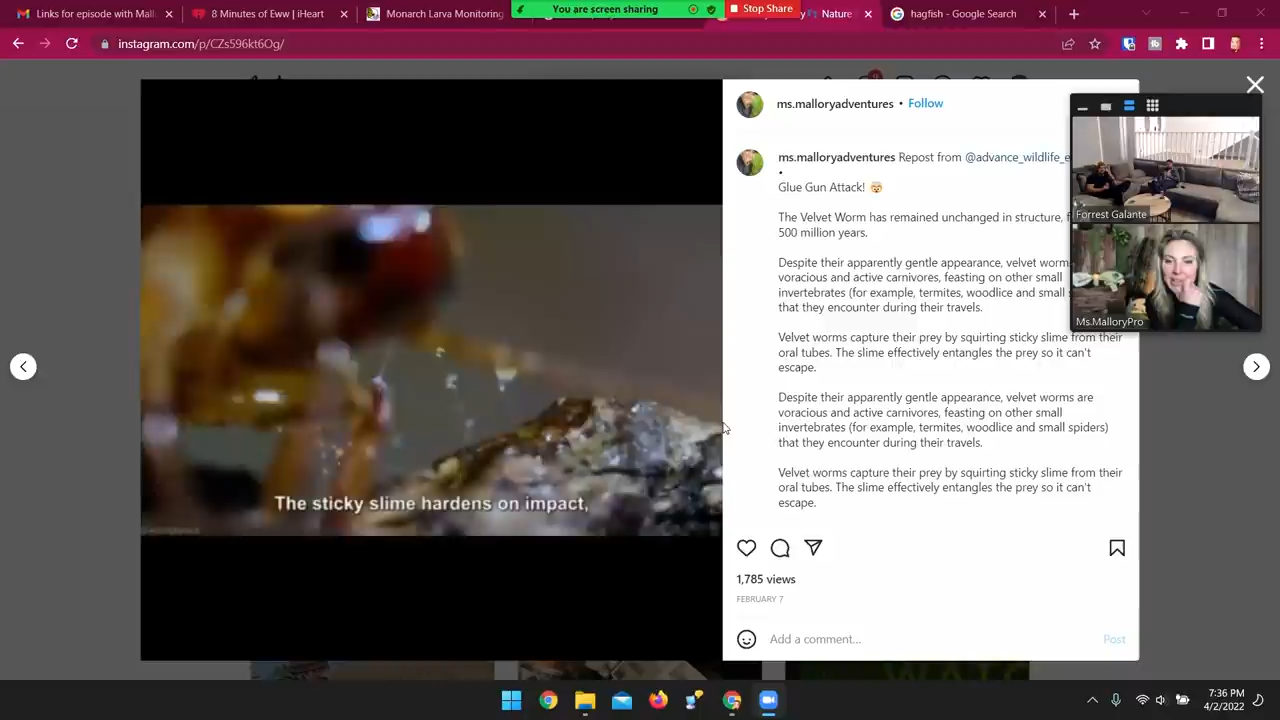 Links for episode with Mall
8 Minutes of Eww | iHeart
Monarch Larva Monitoring
You are screen sharing
Stop Share
Nature
hagfish - Google Search
instagram.com/p/CZs596kt6Og/
ms.malloryadventures • Follow
ms.malloryadventures Repost from @advance_wildlife_e
•
Glue Gun Attack! 🤯
The Velvet Worm has remained unchanged in structure,
500 million years.
Despite their apparently gentle appearance, velvet worms
voracious and active carnivores, feasting on other small
invertebrates (for example, termites, woodlice and small
that they encounter during their travels.
Velvet worms capture their prey by squirting sticky slime from their
oral tubes. The slime effectively entangles the prey so it can't
escape.
Despite their apparently gentle appearance, velvet worms are
voracious and active carnivores, feasting on other small
invertebrates (for example, termites, woodlice and small spiders)
that they encounter during their travels.
Velvet worms capture their prey by squirting sticky slime from their
oral tubes. The slime effectively entangles the prey so it can't
escape.
1,785 views
FEBRUARY 7
Add a comment...
Post
Forrest Galante
Ms.MalloryPro
The sticky slime hardens on impact,
7:36 PM
4/2/2022